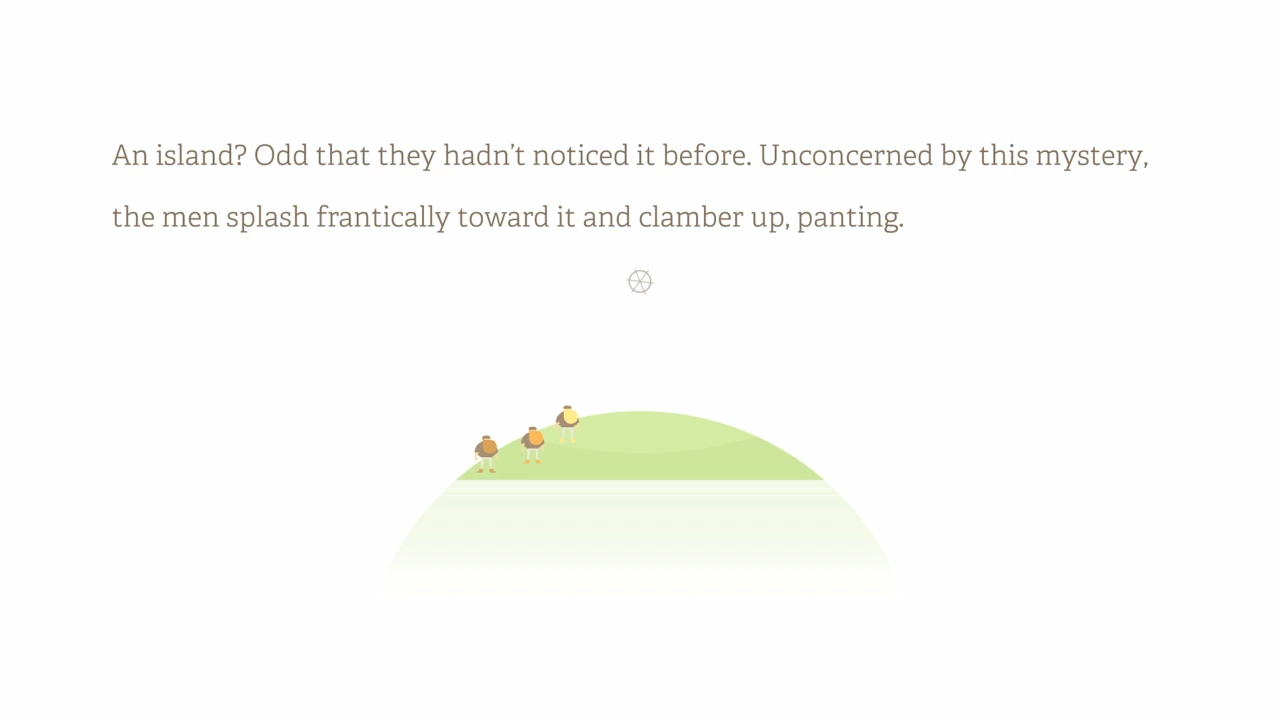 An island? Odd that they hadn't noticed it before. Unconcerned by this mystery,
the men splash frantically toward it and clamber up, panting.